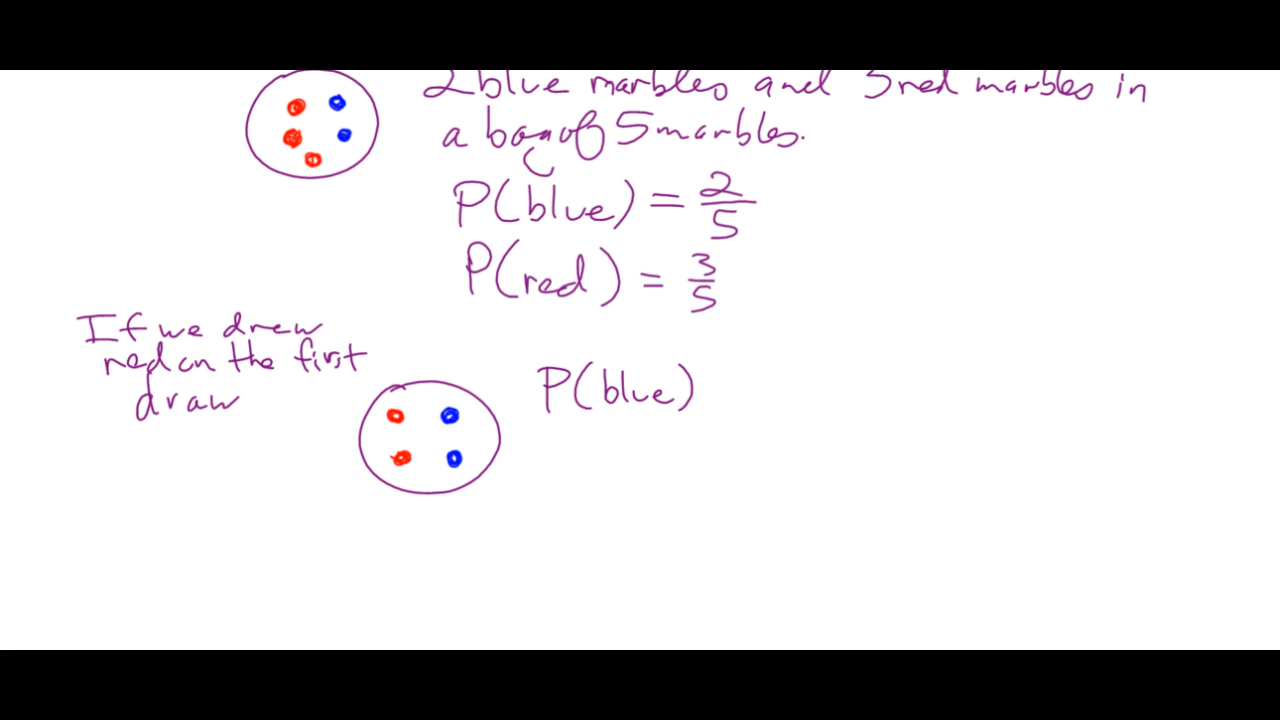 2 blue marbles and 3 red marbles in
a bag of 5 marbles.
P(blue) = 2/5
P(red) = 3/5
If we drew
red on the first
draw
P(blue)